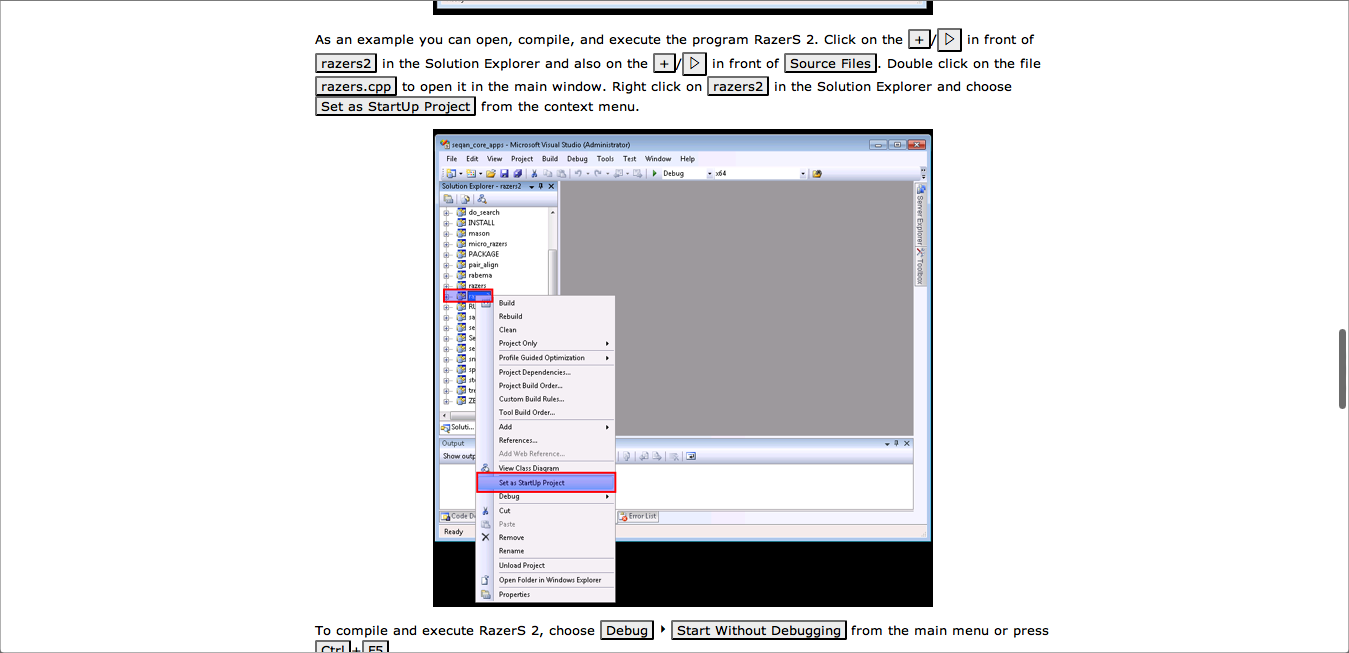 As an example you can open, compile, and execute the program RazerS 2. Click on the + / ▷ in front of
razers2 in the Solution Explorer and also on the + / ▷ in front of Source Files. Double click on the file
razers.cpp to open it in the main window. Right click on razers2 in the Solution Explorer and choose
Set as StartUp Project from the context menu.
seqan_core_apps - Microsoft Visual Studio (Administrator)
File Edit View Project Build Debug Tools Test Window Help
Debug x64
Solution Explorer - razers2
Server Explorer
Toolbox
do_search
INSTALL
mason
micro_razers
PACKAGE
pair_align
rabema
razers
Build
Rebuild
Clean
Project Only
Profile Guided Optimization
Project Dependencies...
Project Build Order...
Custom Build Rules...
Tool Build Order...
Add
References...
Add Web Reference...
View Class Diagram
Set as StartUp Project
Debug
Cut
Paste
Remove
Rename
Unload Project
Open Folder in Windows Explorer
Properties
Soluti...
Output
Show outp
Code D
Error List
Ready
To compile and execute RazerS 2, choose Debug ‣ Start Without Debugging from the main menu or press
Ctrl + F5